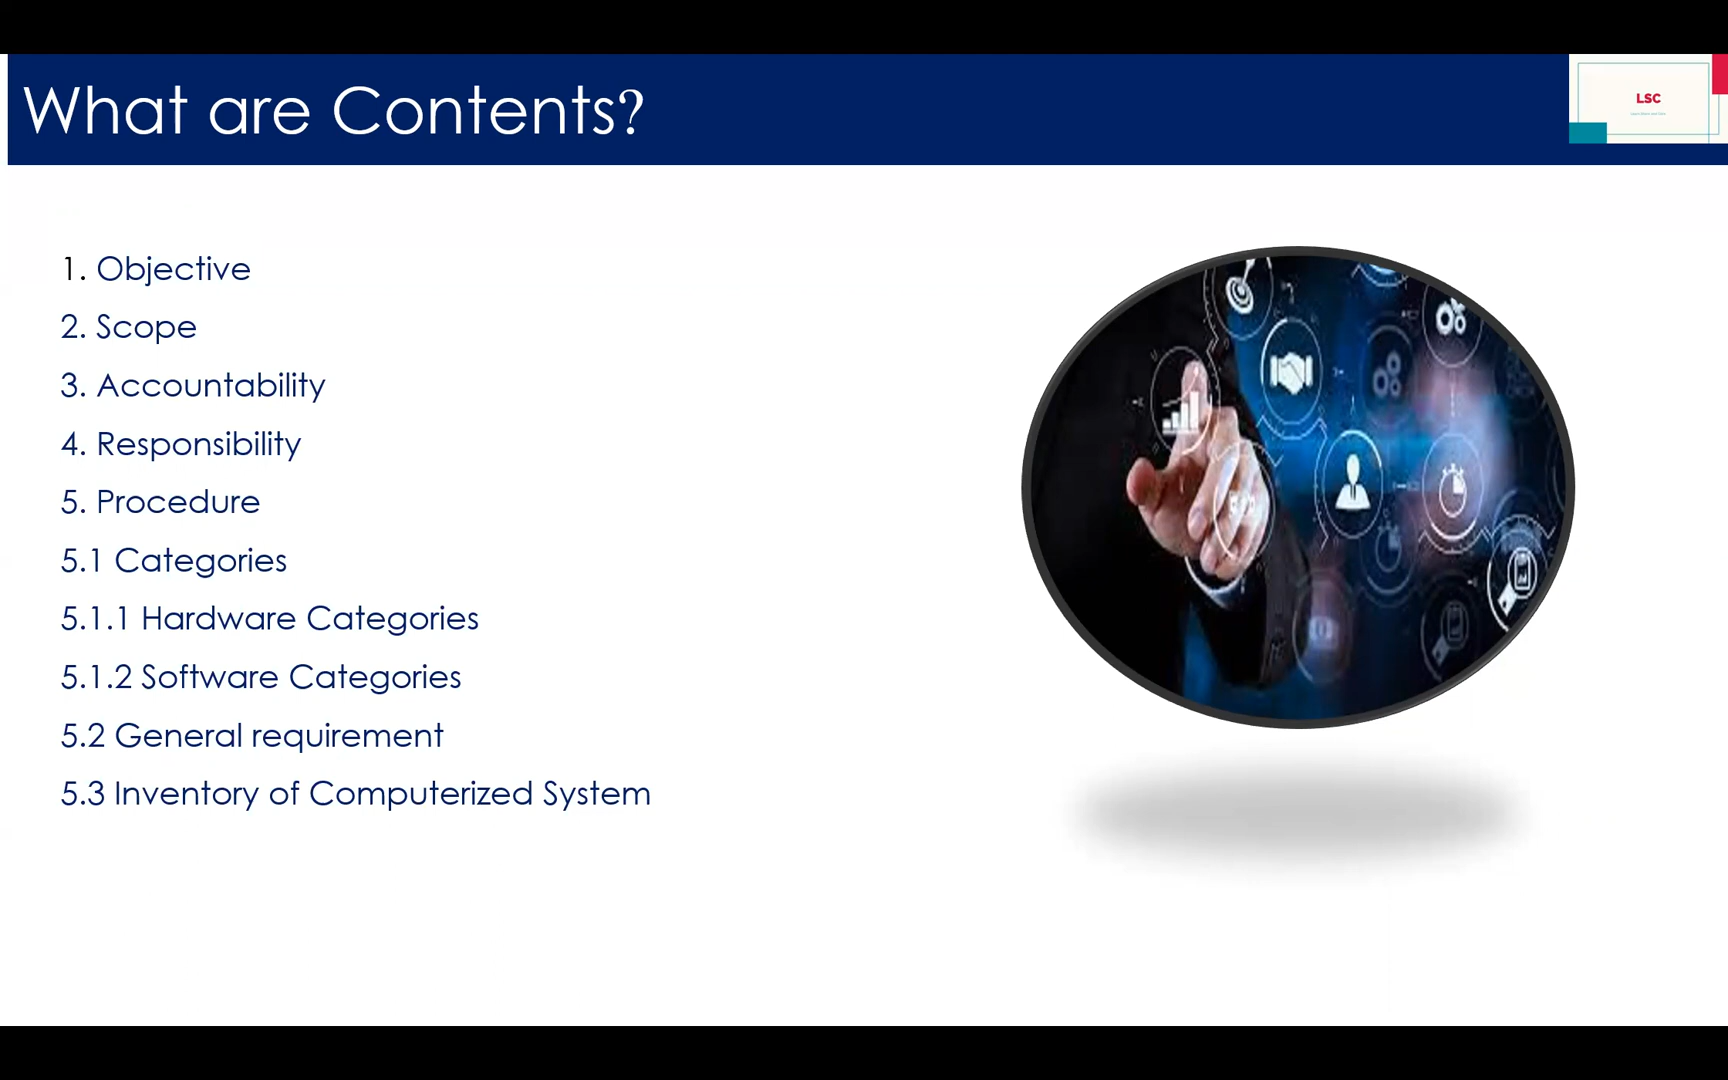 What are Contents?
LSC
1. Objective
2. Scope
3. Accountability
4. Responsibility
5. Procedure
5.1 Categories
5.1.1 Hardware Categories
5.1.2 Software Categories
5.2 General requirement
5.3 Inventory of Computerized System